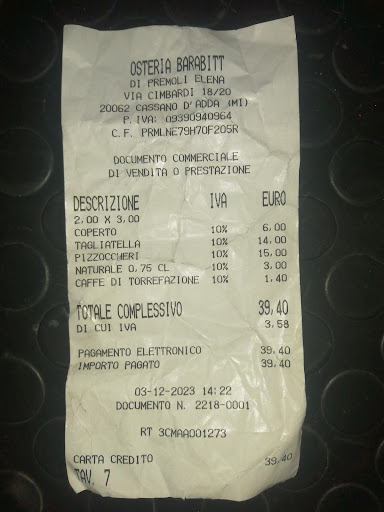 OSTERIA BARABITT
DI PREMOLI ELENA
VIA CIMBARDI 18/20
20062 CASSANO D'ADDA (MI)
P.IVA: 09390940964
C.F. PRMLNE79H70F205R
DOCUMENTO COMMERCIALE
DI VENDITA O PRESTAZIONE
DESCRIZIONE IVA EURO
2,00 X 3,00
COPERTO 10% 6,00
TAGLIATELLA 10% 14,00
PIZZOCCHERI 10% 15,00
NATURALE 0,75 CL 10% 3,00
CAFFE DI TORREFAZIONE 10% 1,40
TOTALE COMPLESSIVO 39,40
DI CUI IVA 3,58
PAGAMENTO ELETTRONICO 39,40
IMPORTO PAGATO 39,40
03-12-2023 14:22
DOCUMENTO N. 2218-0001
RT 3CMAA001273
CARTA CREDITO 39,40
TAV. 7